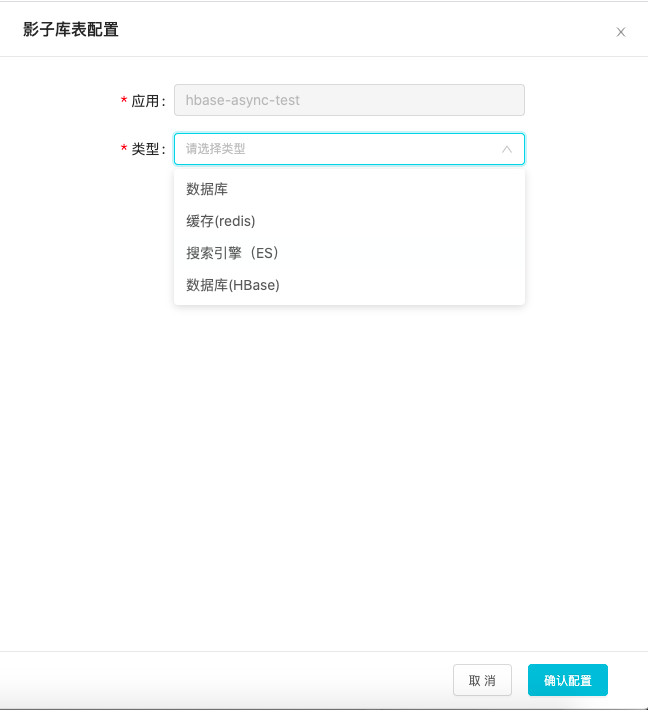 影子库表配置
* 应用： hbase-async-test
* 类型： 请选择类型
数据库
缓存(redis)
搜索引擎（ES）
数据库(HBase)
取 消 确认配置